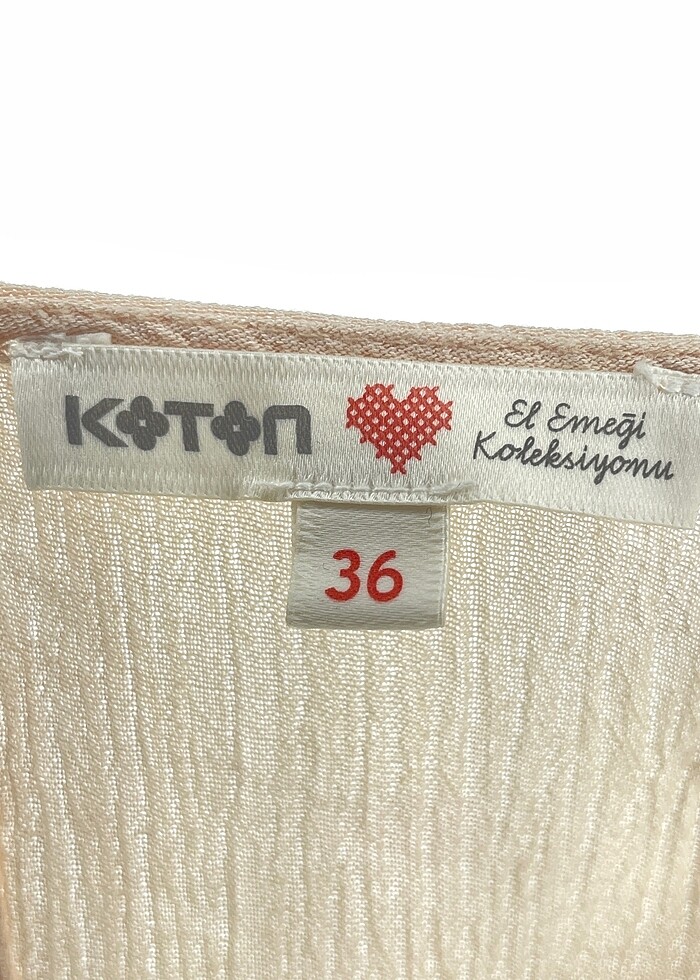 KOTON
El Emeği
Koleksiyonu
36